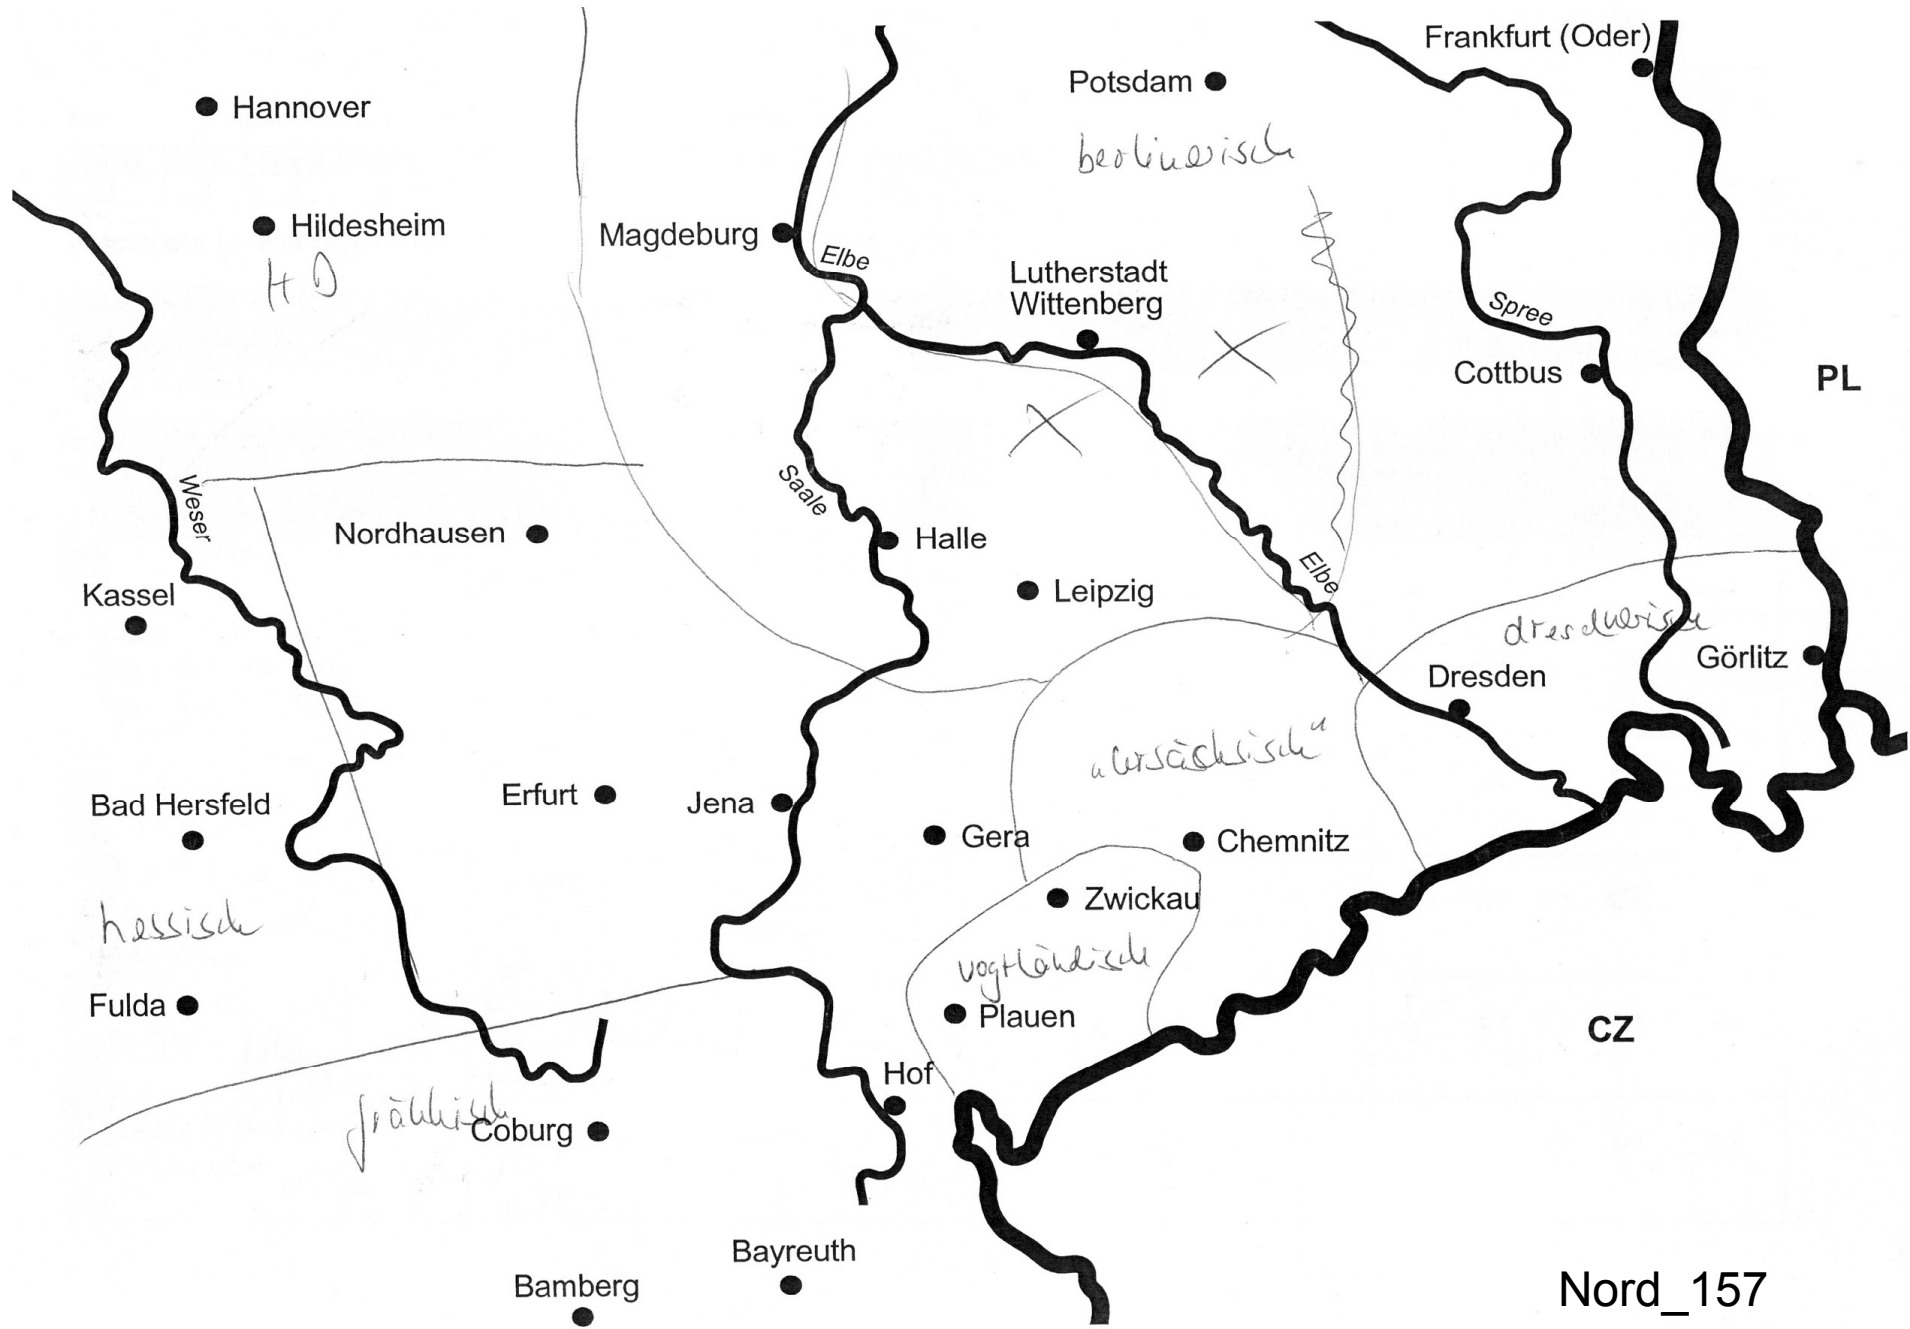 Frankfurt (Oder)
Potsdam
Hannover
berlinerisch
Hildesheim
Magdeburg
Elbe
HD
Lutherstadt
Wittenberg
Spree
Cottbus
PL
Saale
Weser
Nordhausen
Halle
Elbe
Kassel
Leipzig
dresdnerisch
Görlitz
Dresden
"ursächsisch"
Erfurt
Jena
Bad Hersfeld
Gera
Chemnitz
Zwickau
hessisch
vogtländisch
Fulda
Plauen
CZ
Hof
fränkisch
Coburg
Bayreuth
Bamberg
Nord_157